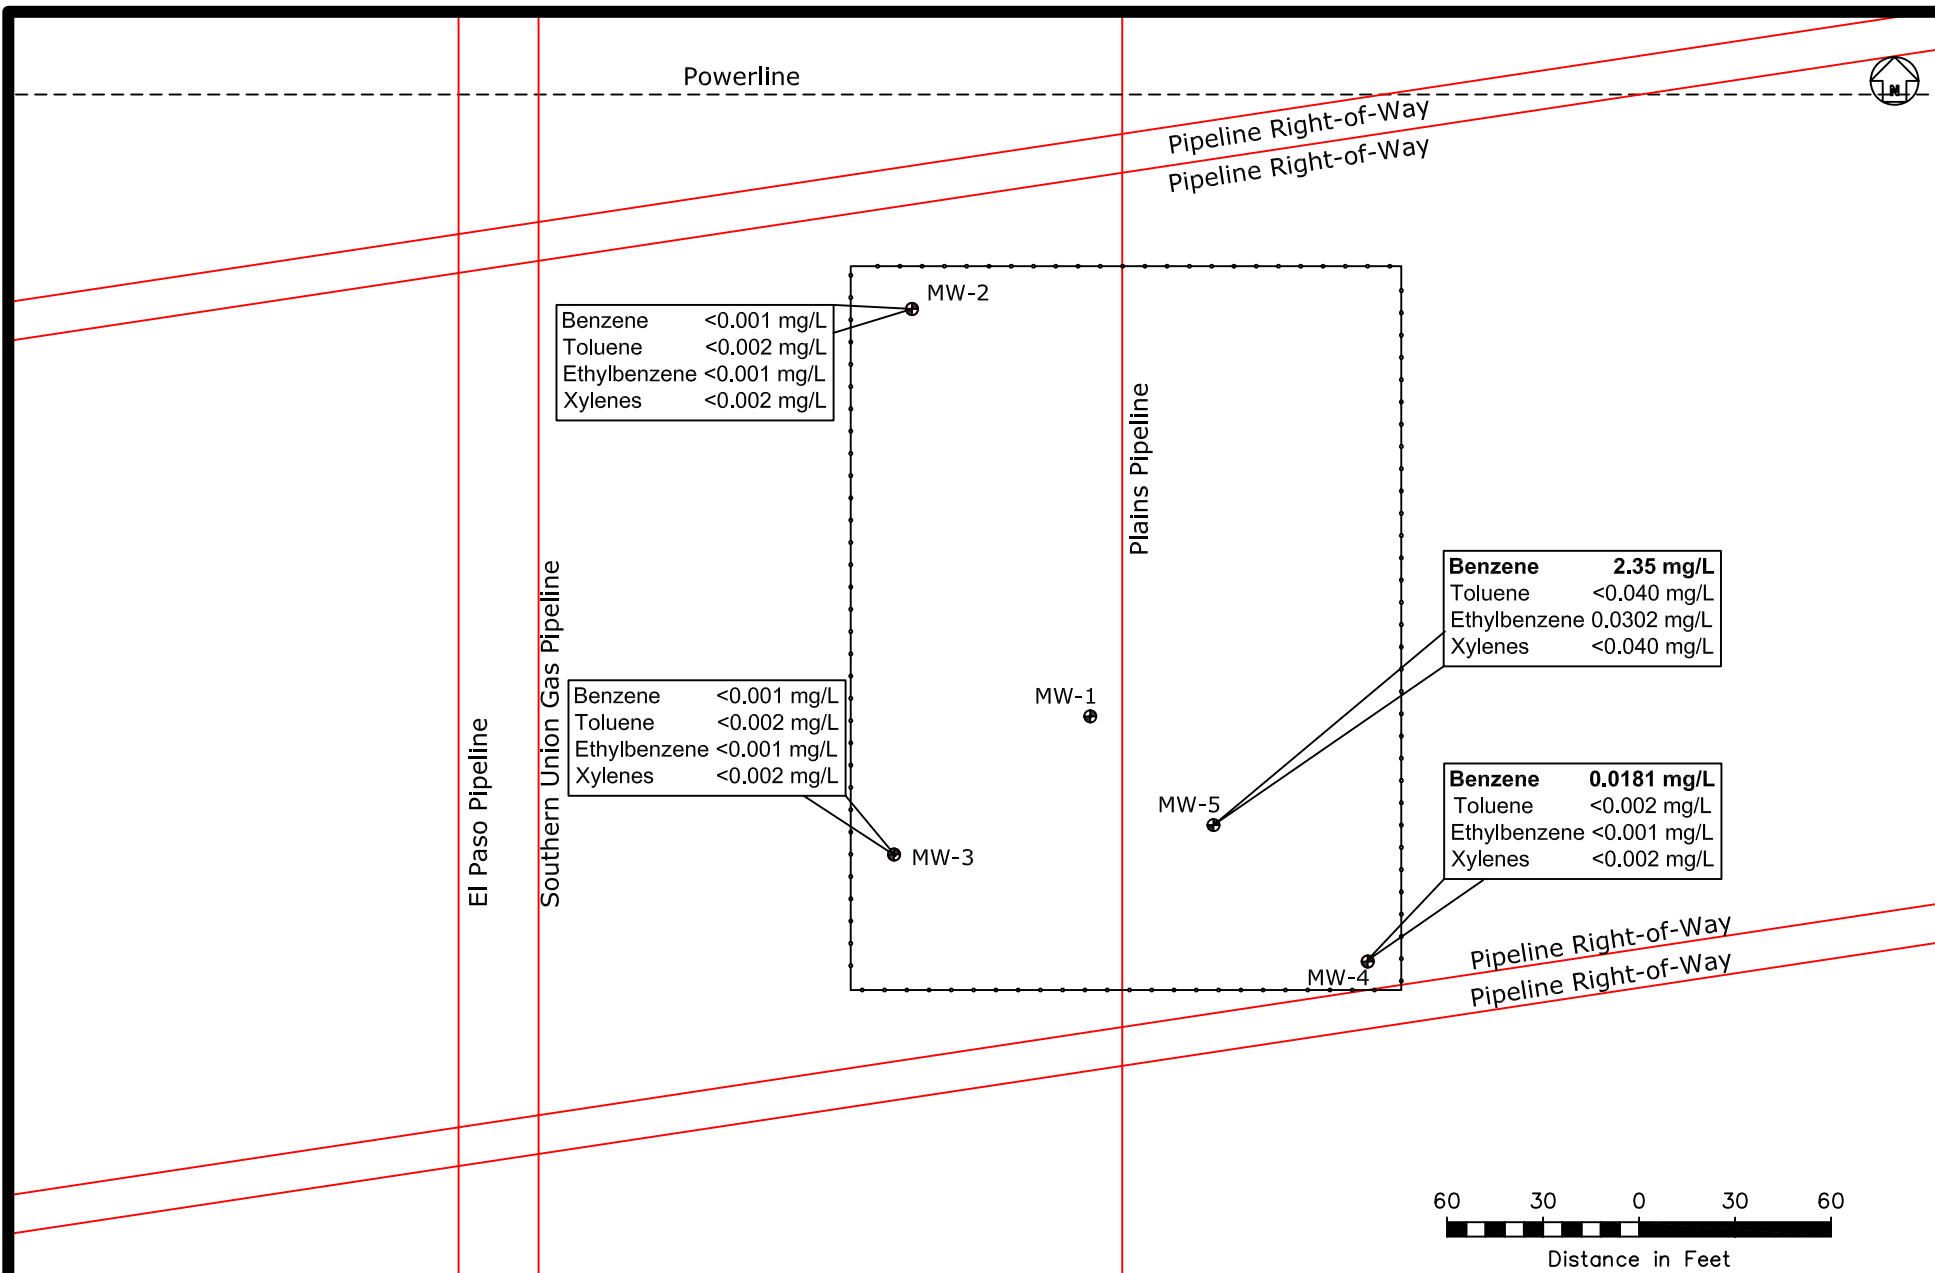 Powerline
N
Pipeline Right-of-Way
Pipeline Right-of-Way
MW-2
Benzene <0.001 mg/L
Toluene <0.002 mg/L
Ethylbenzene <0.001 mg/L
Xylenes <0.002 mg/L
Plains Pipeline
Benzene 2.35 mg/L
Toluene <0.040 mg/L
Ethylbenzene 0.0302 mg/L
Xylenes <0.040 mg/L
El Paso Pipeline
Southern Union Gas Pipeline
Benzene <0.001 mg/L
Toluene <0.002 mg/L
Ethylbenzene <0.001 mg/L
Xylenes <0.002 mg/L
MW-1
MW-5
MW-3
Benzene 0.0181 mg/L
Toluene <0.002 mg/L
Ethylbenzene <0.001 mg/L
Xylenes <0.002 mg/L
MW-4
Pipeline Right-of-Way
Pipeline Right-of-Way
60 30 0 30 60
Distance in Feet